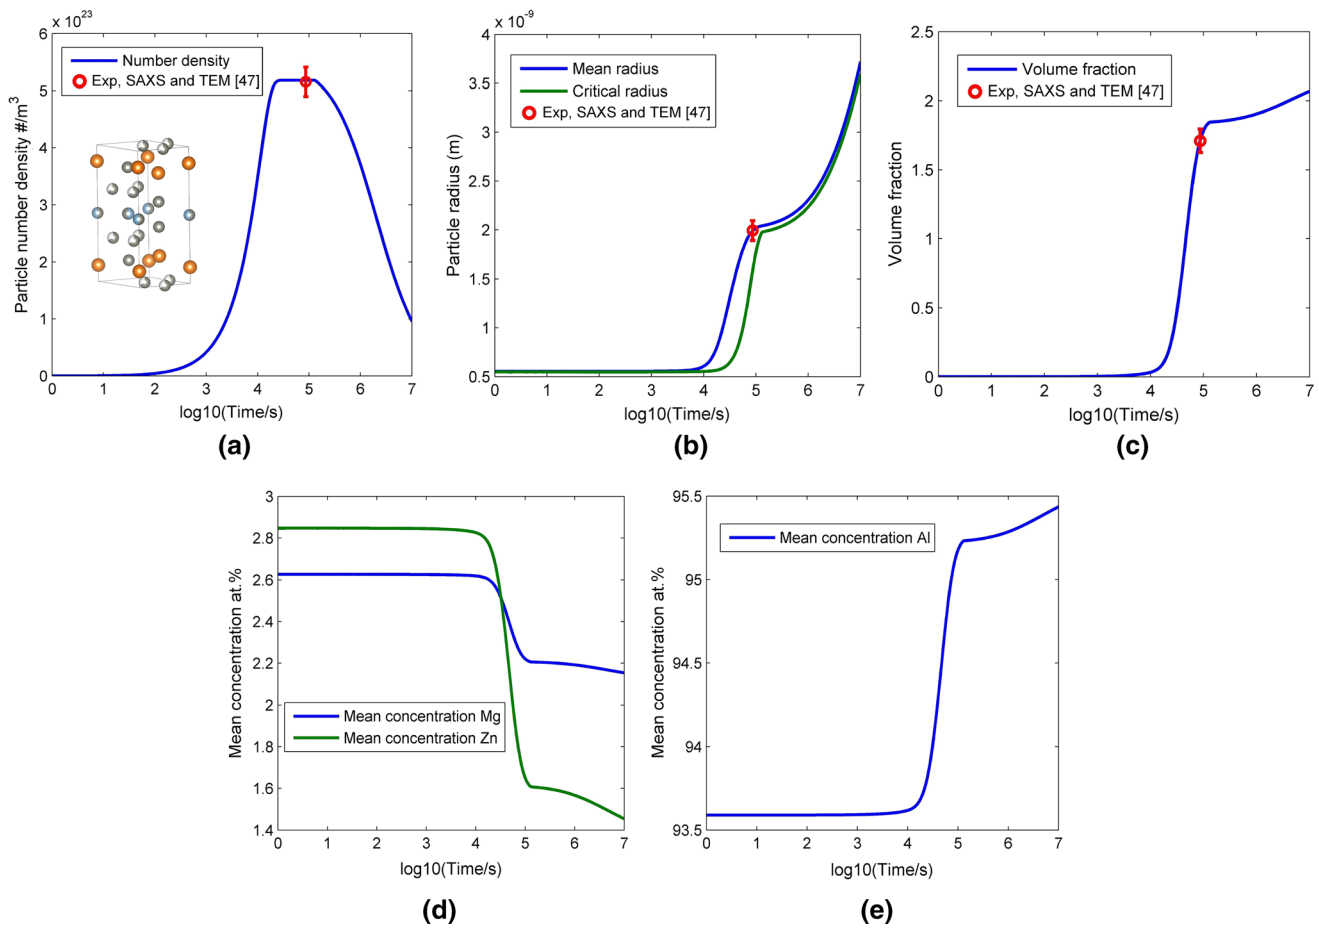 x 10^23
Particle number density #/m^3
6
5
4
3
2
1
0
Number density
Exp, SAXS and TEM [47]
0 1 2 3 4 5 6 7
log10(Time/s)
(a)
x 10^-9
Particle radius (m)
4
3.5
3
2.5
2
1.5
1
0.5
Mean radius
Critical radius
Exp, SAXS and TEM [47]
0 1 2 3 4 5 6 7
log10(Time/s)
(b)
Volume fraction
2.5
2
1.5
1
0.5
0
Volume fraction
Exp, SAXS and TEM [47]
0 1 2 3 4 5 6 7
log10(Time/s)
(c)
Mean concentration at.%
3
2.8
2.6
2.4
2.2
2
1.8
1.6
1.4
Mean concentration Mg
Mean concentration Zn
0 1 2 3 4 5 6 7
log10(Time/s)
(d)
Mean concentration at.%
95.5
95
94.5
94
93.5
Mean concentration Al
0 1 2 3 4 5 6 7
log10(Time/s)
(e)